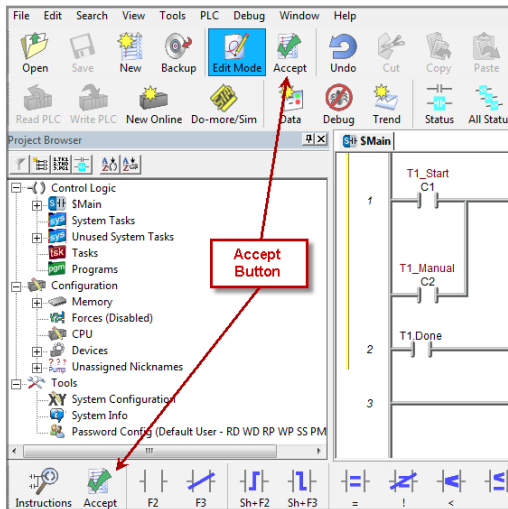 File Edit Search View Tools PLC Debug Window Help
Open Save New Backup Edit Mode Accept Undo Cut Copy Paste
Read PLC Write PLC New Online Do-more/Sim Data Debug Trend Status All Statu
Project Browser
$Main
Control Logic
$Main
System Tasks
Unused System Tasks
Tasks
Programs
Configuration
Memory
Forces (Disabled)
CPU
Devices
Unassigned Nicknames
Tools
System Configuration
System Info
Password Config (Default User - RD WD RP WP SS PM
Accept
Button
T1_Start
C1
1
T1_Manual
C2
T1.Done
2
3
Instructions Accept F2 F3 Sh+F2 Sh+F3 = ! <